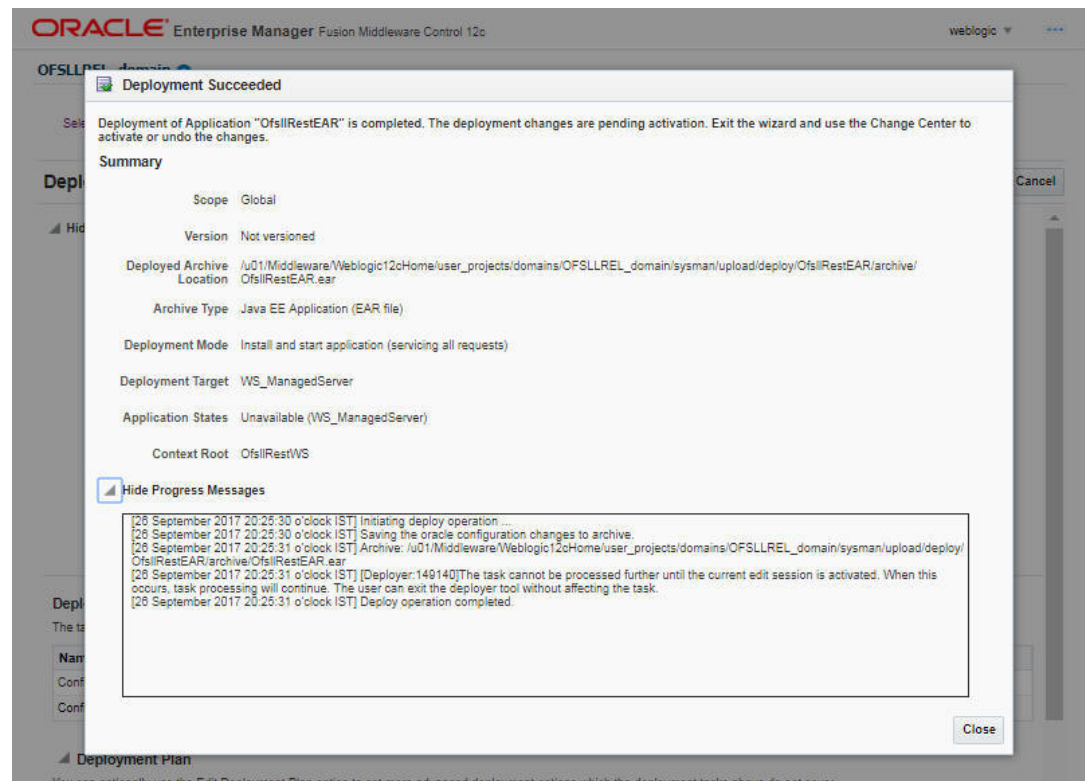 ORACLE Enterprise Manager Fusion Middleware Control 12c
weblogic
Deployment Succeeded
Deployment of Application "OfsllRestEAR" is completed. The deployment changes are pending activation. Exit the wizard and use the Change Center to
activate or undo the changes.
Summary
Cancel
Scope Global
Version Not versioned
Deployed Archive Location /u01/Middleware/Weblogic12cHome/user_projects/domains/OFSLLREL_domain/sysman/upload/deploy/OfsllRestEAR/archive/
OfsllRestEAR.ear
Archive Type Java EE Application (EAR file)
Deployment Mode Install and start application (servicing all requests)
Deployment Target WS_ManagedServer
Application States Unavailable (WS_ManagedServer)
Context Root OfsllRestWS
Hide Progress Messages
[26 September 2017 20:25:30 o'clock IST] Initiating deploy operation ...
[26 September 2017 20:25:30 o'clock IST] Saving the oracle configuration changes to archive.
[26 September 2017 20:25:31 o'clock IST] Archive: /u01/Middleware/Weblogic12cHome/user_projects/domains/OFSLLREL_domain/sysman/upload/deploy/
OfsllRestEAR/archive/OfsllRestEAR.ear
[26 September 2017 20:25:31 o'clock IST] [Deployer:149140]The task cannot be processed further until the current edit session is activated. When this
occurs, task processing will continue. The user can exit the deployer tool without affecting the task.
[26 September 2017 20:25:31 o'clock IST] Deploy operation completed.
Close
Deployment Plan